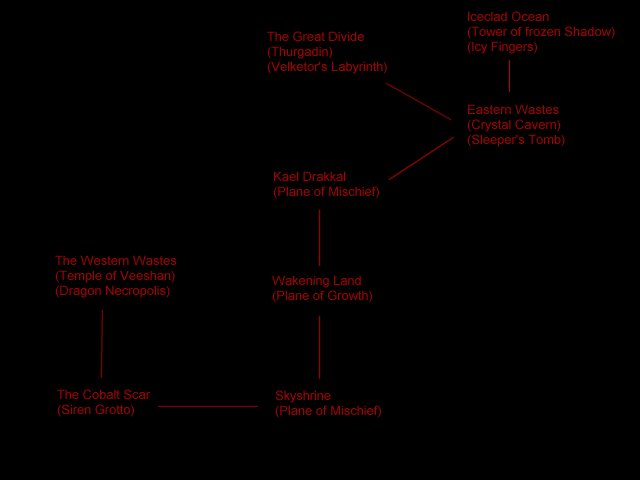 The Great Divide
(Thurgadin)
(Velketor's Labyrinth)
Iceclad Ocean
(Tower of frozen Shadow)
(Icy Fingers)
Eastern Wastes
(Crystal Cavern)
(Sleeper's Tomb)
Kael Drakkal
(Plane of Mischief)
The Western Wastes
(Temple of Veeshan)
(Dragon Necropolis)
Wakening Land
(Plane of Growth)
The Cobalt Scar
(Siren Grotto)
Skyshrine
(Plane of Mischief)